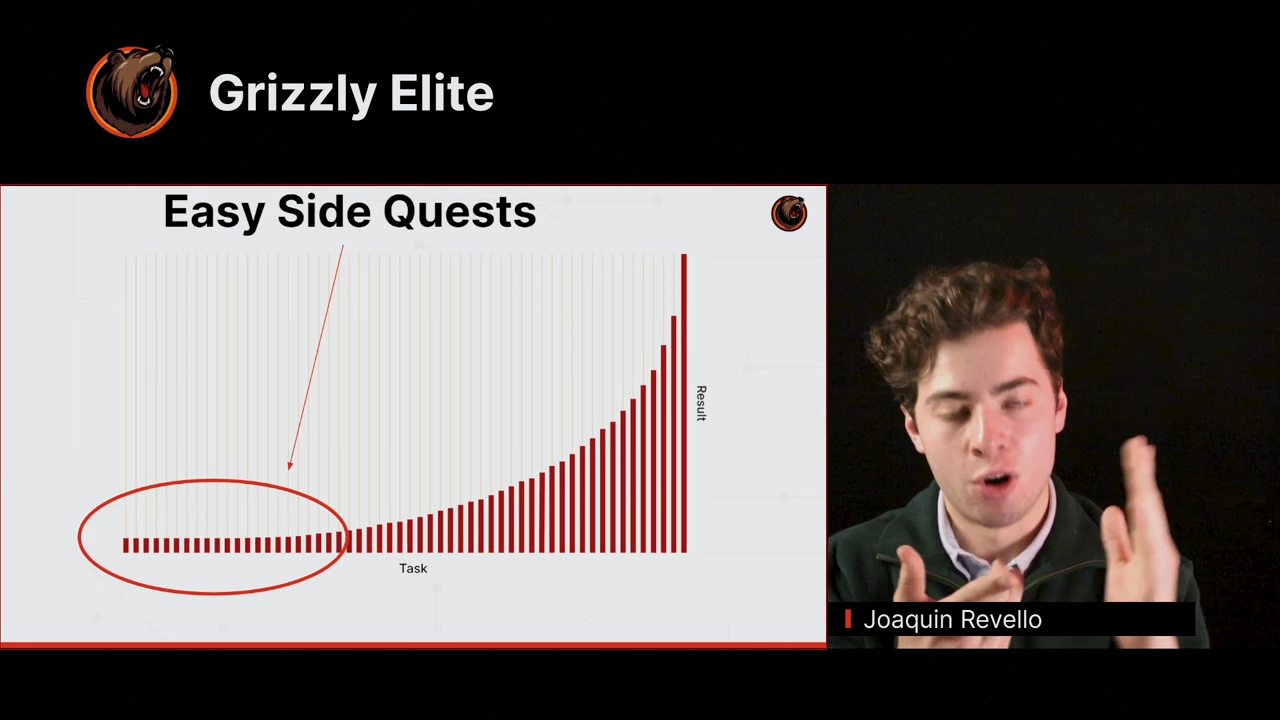 Grizzly Elite
Easy Side Quests
Result
Task
Joaquin Revello